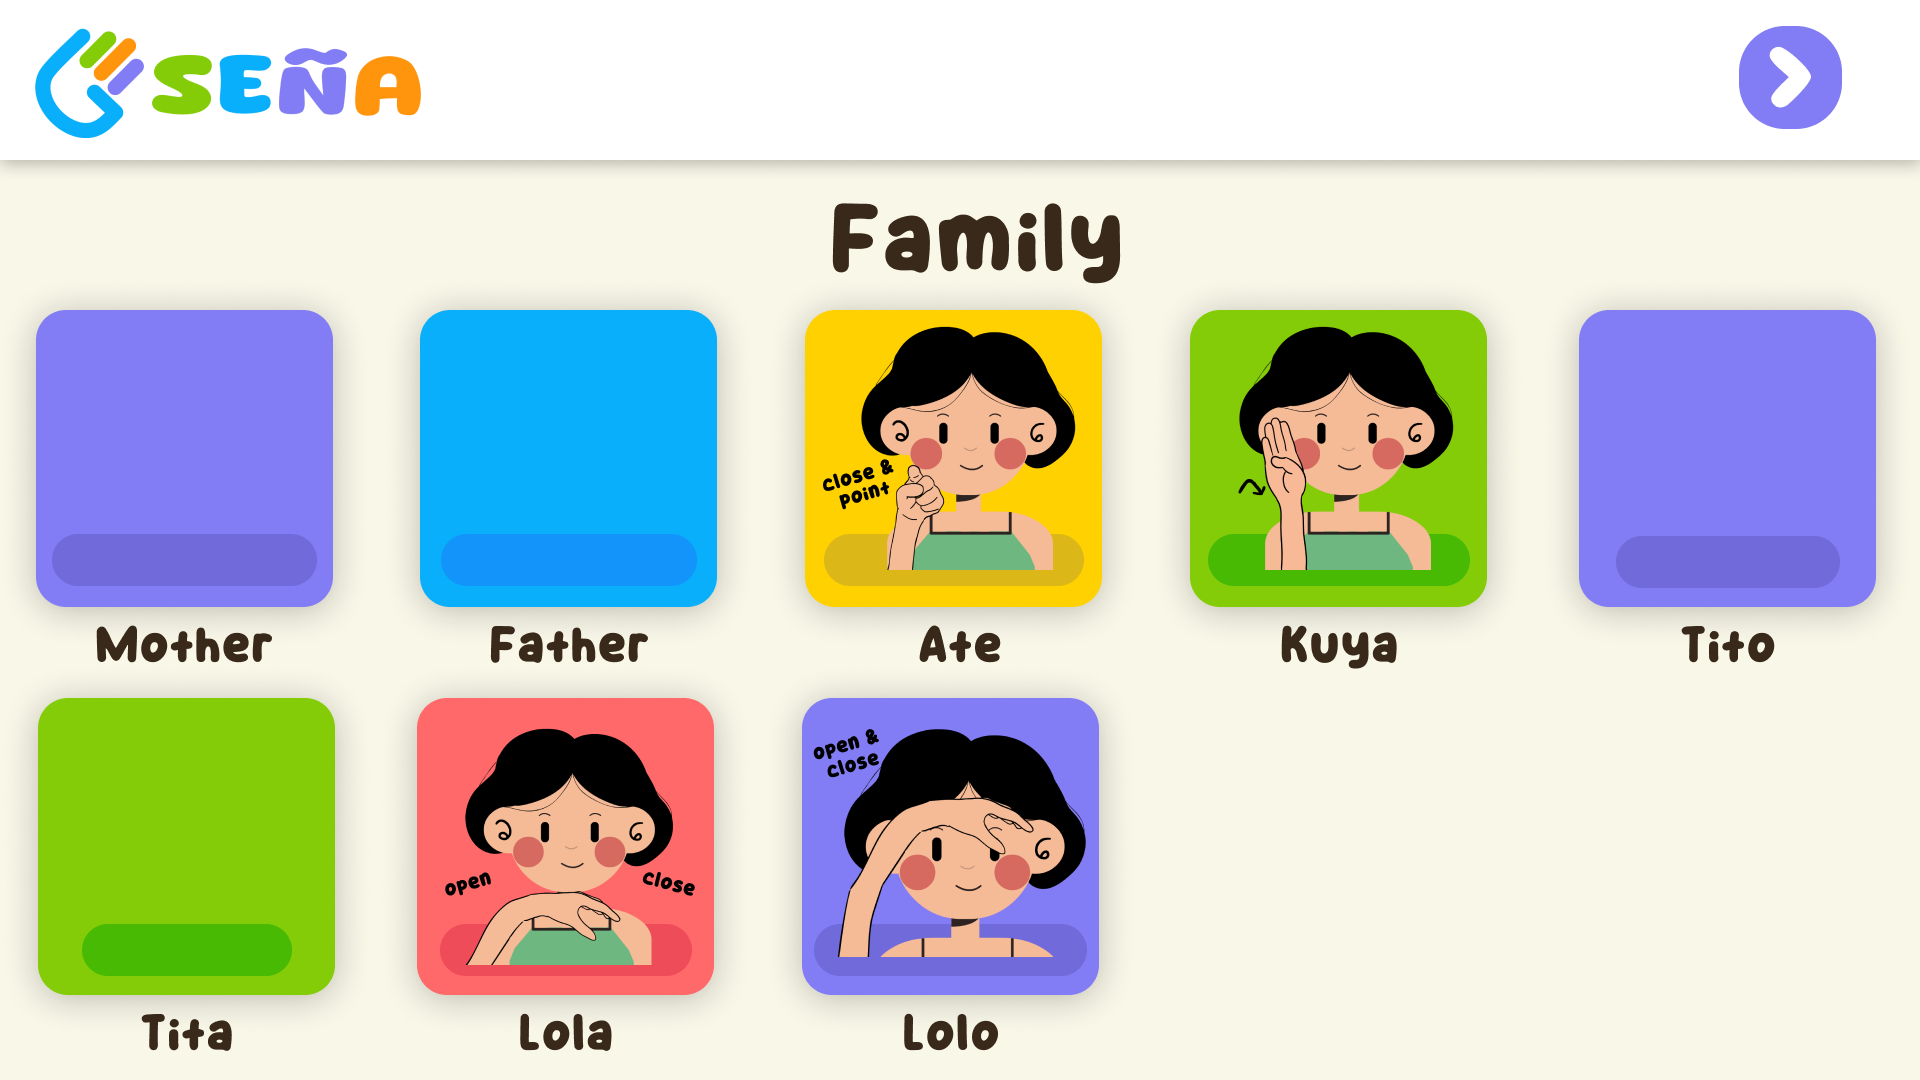 SEÑA
Family
close &
point
Mother
Father
Ate
Kuya
Tito
open
close
open &
close
Tita
Lola
Lolo